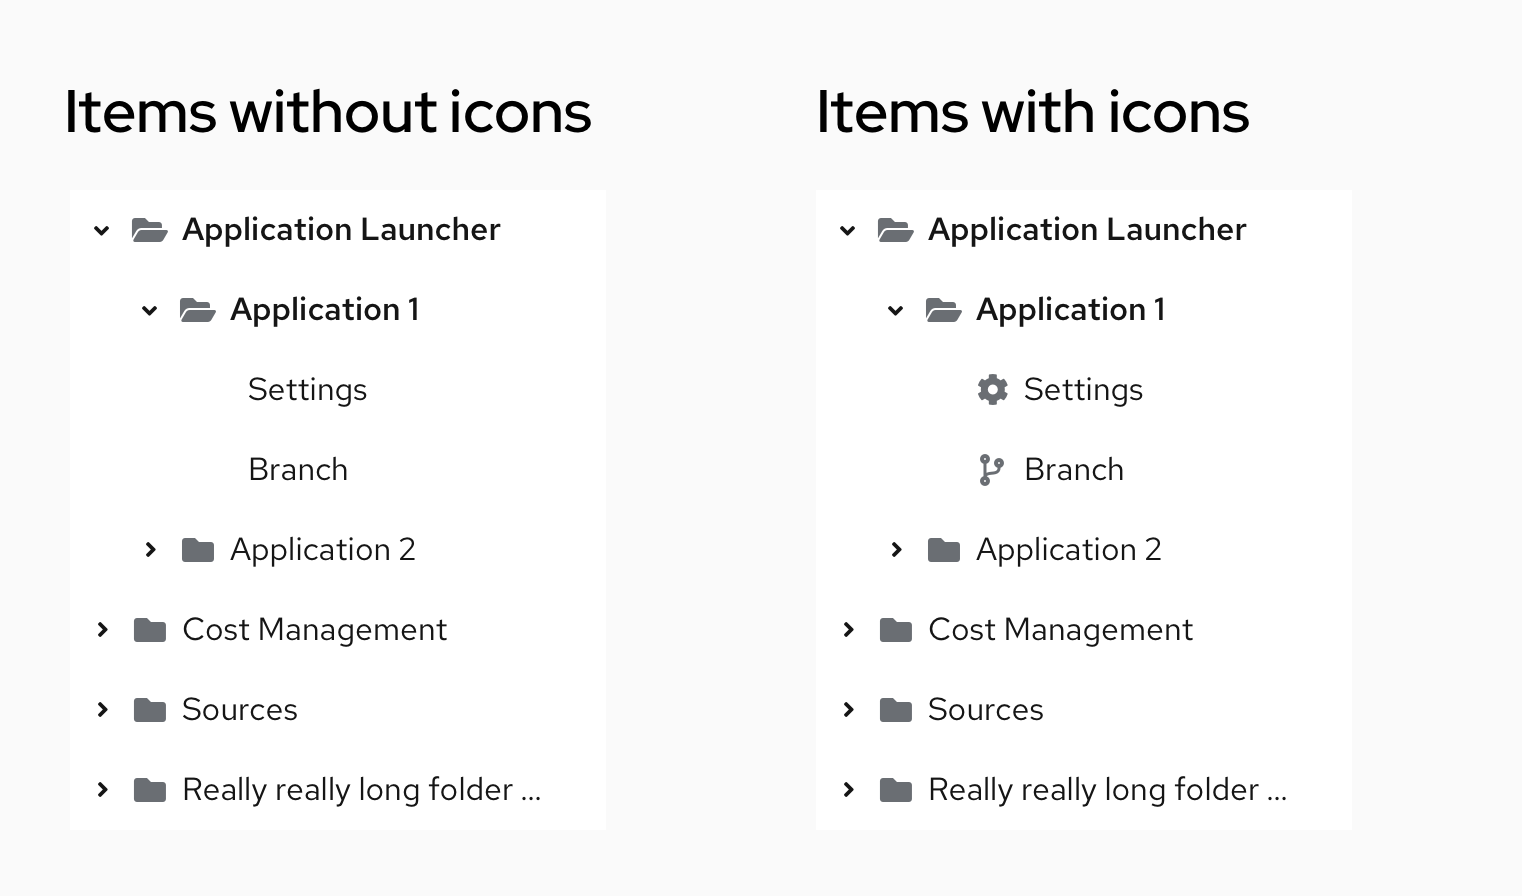 Items without icons
Application Launcher
Application 1
Settings
Branch
Application 2
Cost Management
Sources
Really really long folder ...
Items with icons
Application Launcher
Application 1
Settings
Branch
Application 2
Cost Management
Sources
Really really long folder ...